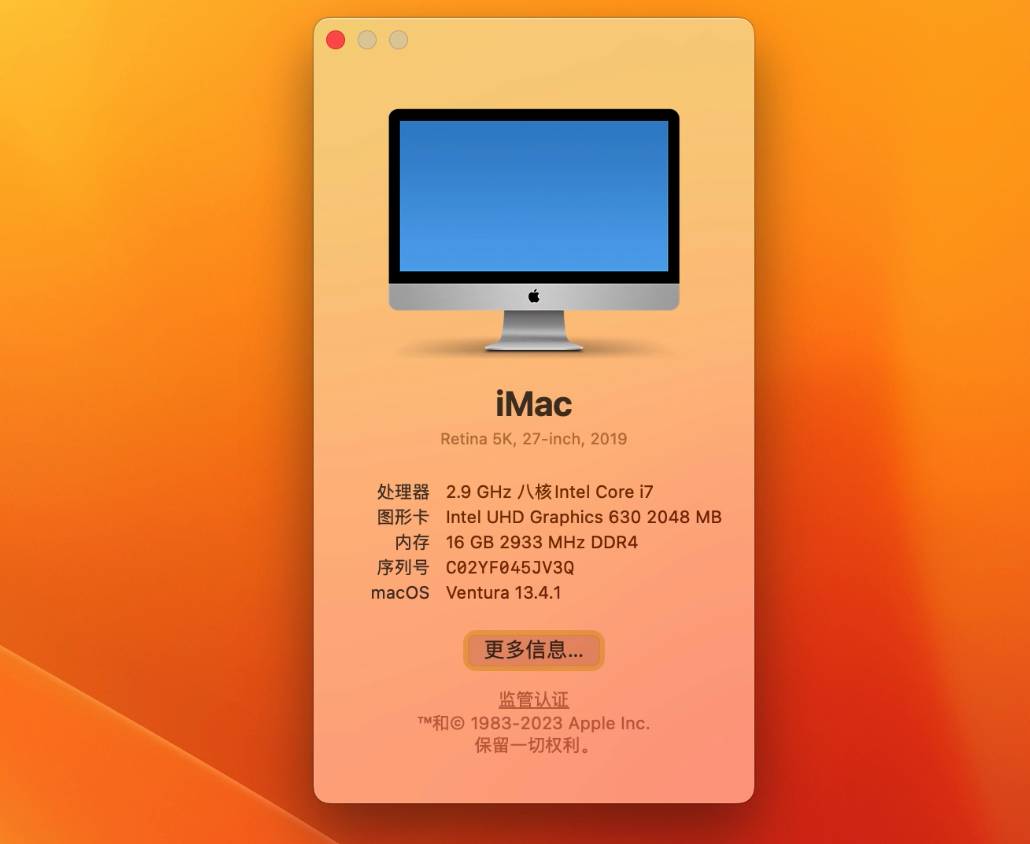 iMac
Retina 5K, 27-inch, 2019
处理器 2.9 GHz 八核Intel Core i7
图形卡 Intel UHD Graphics 630 2048 MB
内存 16 GB 2933 MHz DDR4
序列号 C02YF045JV3Q
macOS Ventura 13.4.1
更多信息...
监管认证
™和© 1983-2023 Apple Inc.
保留一切权利。